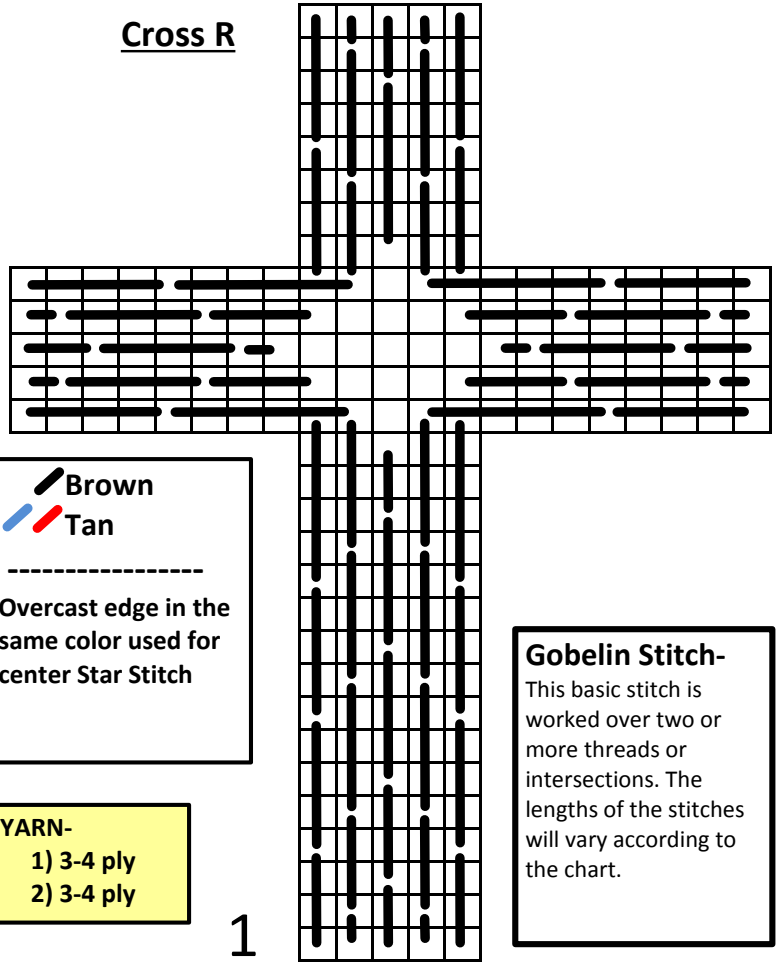 Cross R
Brown
Tan
-----------------
Overcast edge in the
same color used for
center Star Stitch
YARN-
1) 3-4 ply
2) 3-4 ply
1
Gobelin Stitch-
This basic stitch is
worked over two or
more threads or
intersections. The
lengths of the stitches
will vary according to
the chart.